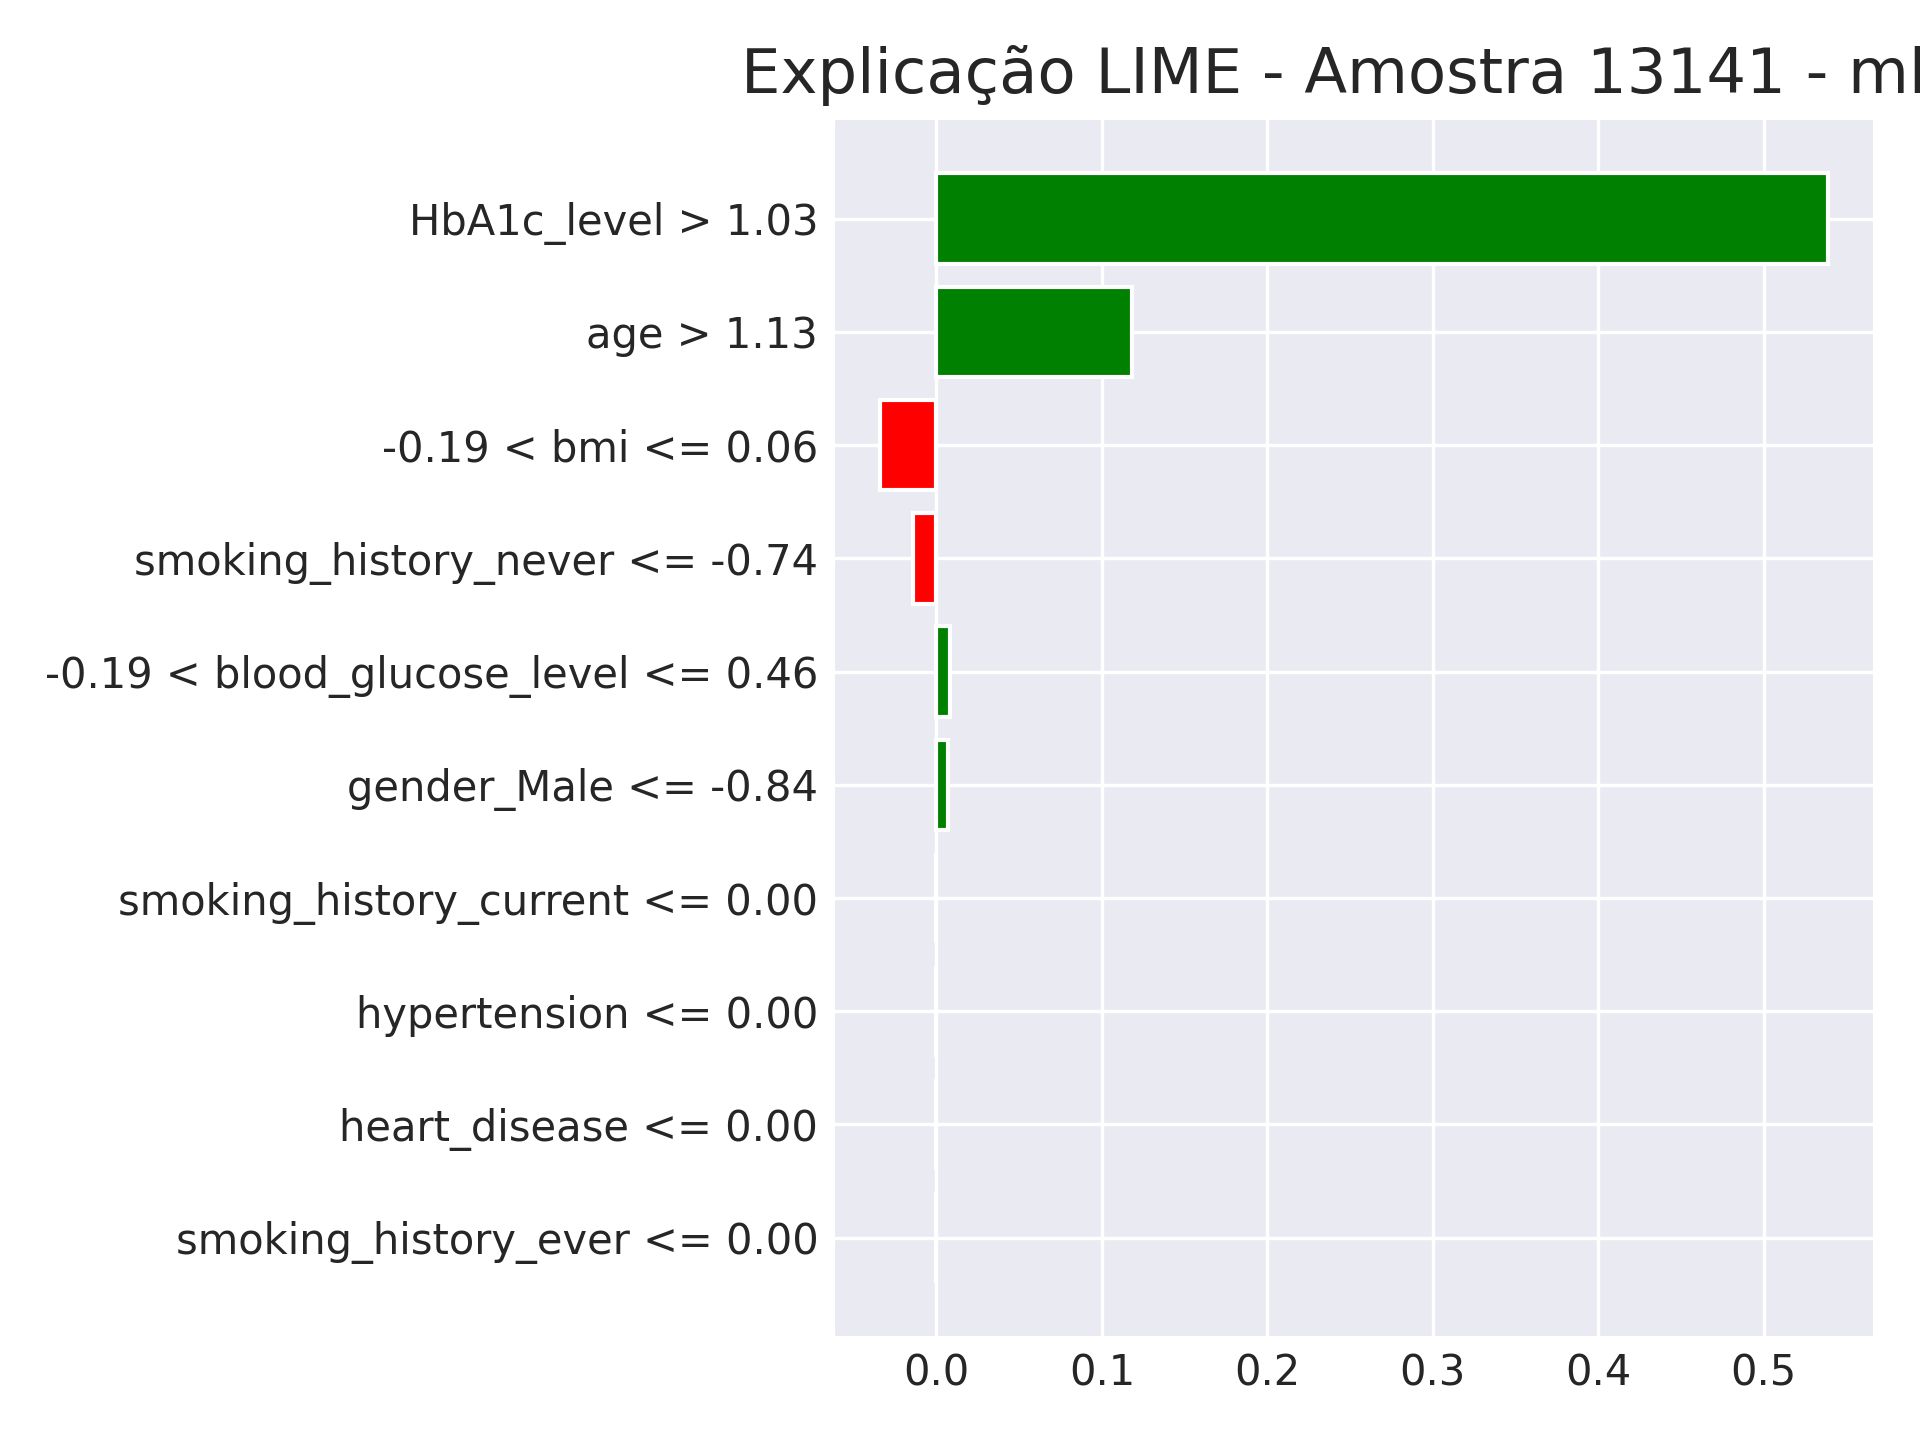 Explicação LIME - Amostra 13141 -
HbA1c_level > 1.03
age > 1.13
-0.19 < bmi <= 0.06
smoking_history_never <= -0.74
-0.19 < blood_glucose_level <= 0.46
gender_Male <= -0.84
smoking_history_current <= 0.00
hypertension <= 0.00
heart_disease <= 0.00
smoking_history_ever <= 0.00
0.0 0.1 0.2 0.3 0.4 0.5